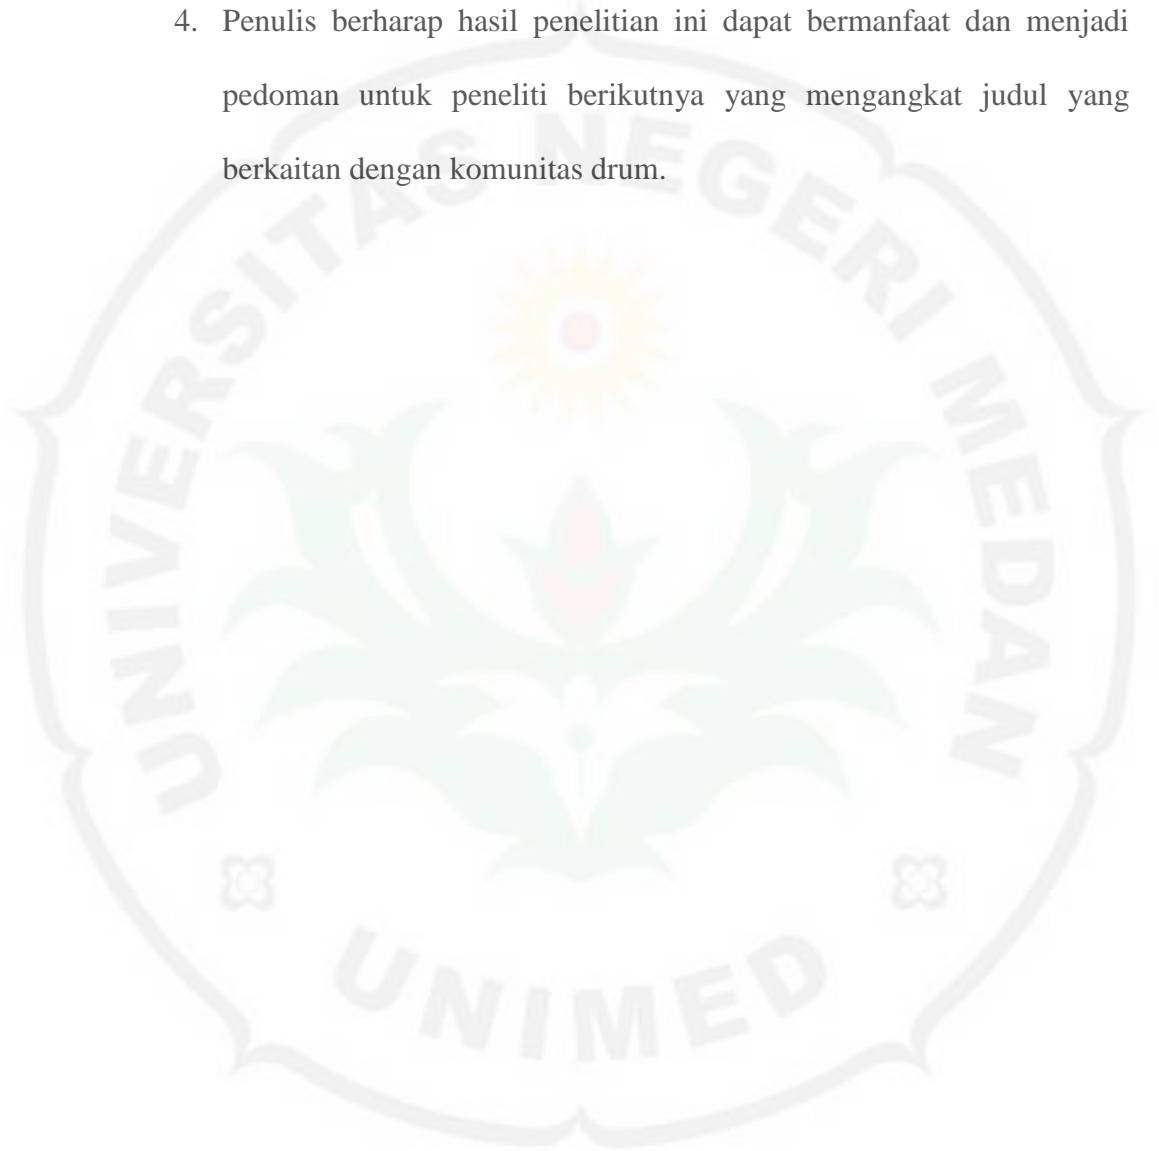 4. Penulis berharap hasil penelitian ini dapat bermanfaat dan menjadi
pedoman untuk peneliti berikutnya yang mengangkat judul yang
berkaitan dengan komunitas drum.
UNIVERSITAS NEGERI MEDAN
UNIMED